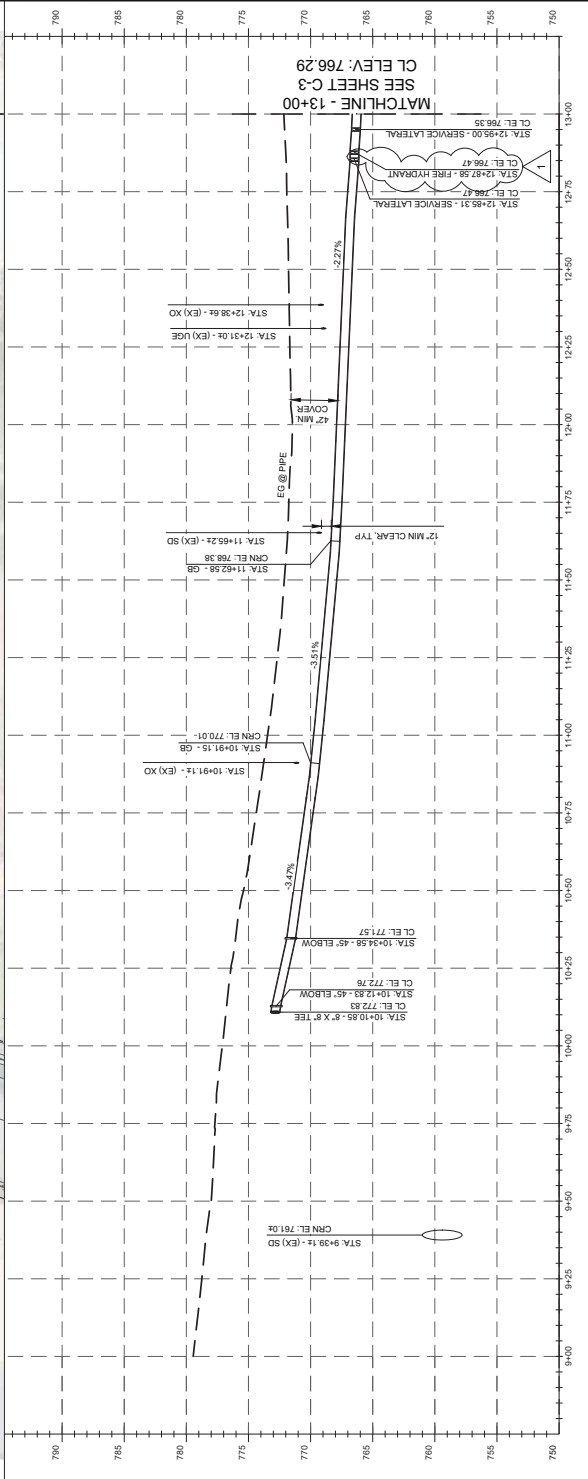 790
785
780
775
770
765
760
755
750
790
785
780
775
770
765
760
755
750
9+00
9+25
9+50
9+75
10+00
10+25
10+50
10+75
11+00
11+25
11+50
11+75
12+00
12+25
12+50
12+75
13+00
STA: 9+39.1± - (EX) SD
CRN EL: 761.0±
STA: 10+10.85 - 8" X 8" TEE
CL EL: 772.83
STA: 10+12.83 - 45° ELBOW
CL EL: 772.76
STA: 10+34.58 - 45° ELBOW
CL EL: 771.57
-3.47%
STA: 10+91.1± - (EX) XO
STA: 10+91.15 - GB
CRN EL: 770.01
-3.51%
STA: 11+62.58 - GB
CRN EL: 768.38
STA: 11+65.2± - (EX) SD
12" MIN CLEAR, TYP
EG @ PIPE
42" MIN.
COVER
STA: 12+31.0± - (EX) UGE
STA: 12+38.6± - (EX) XO
-2.27%
STA: 12+85.31 - SERVICE LATERAL
CL EL: 766.47
STA: 12+87.58 - FIRE HYDRANT
CL EL: 766.47
STA: 12+95.00 - SERVICE LATERAL
CL EL: 766.35
1
MATCHLINE - 13+00
SEE SHEET C-3
CL ELEV: 766.29